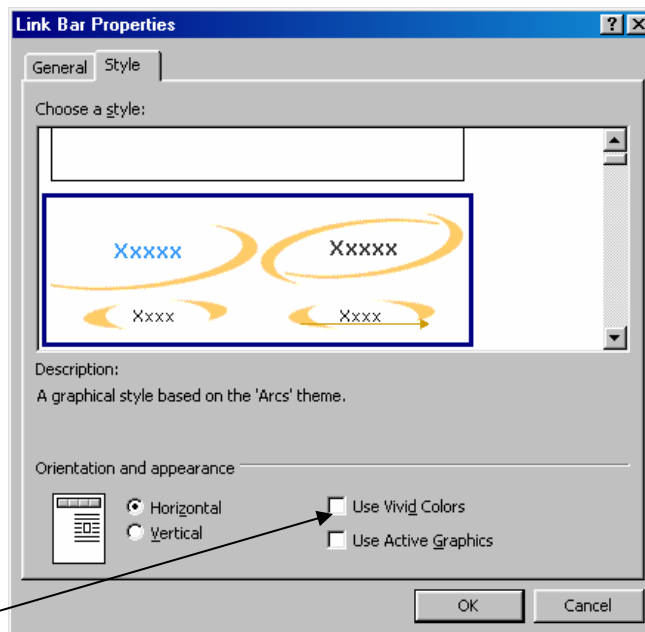 Link Bar Properties
General Style
Choose a style:
Xxxxx Xxxxx
Xxxx Xxxx
Description:
A graphical style based on the 'Arcs' theme.
Orientation and appearance
Horizontal Use Vivid Colors
Vertical Use Active Graphics
OK Cancel